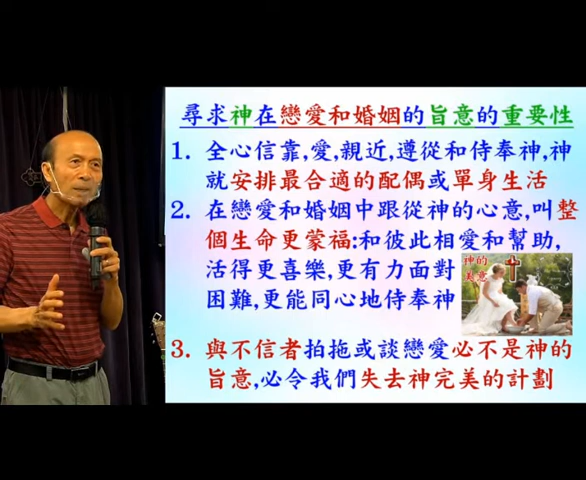 尋求神在戀愛和婚姻的旨意的重要性
1. 全心信靠,愛,親近,遵從和侍奉神,神
就安排最合適的配偶或單身生活
2. 在戀愛和婚姻中跟從神的心意,叫整
個生命更蒙福:和彼此相愛和幫助,
活得更喜樂,更有力面對
困難,更能同心地侍奉神
神的
美意
3. 與不信者拍拖或談戀愛必不是神的
旨意,必令我們失去神完美的計劃